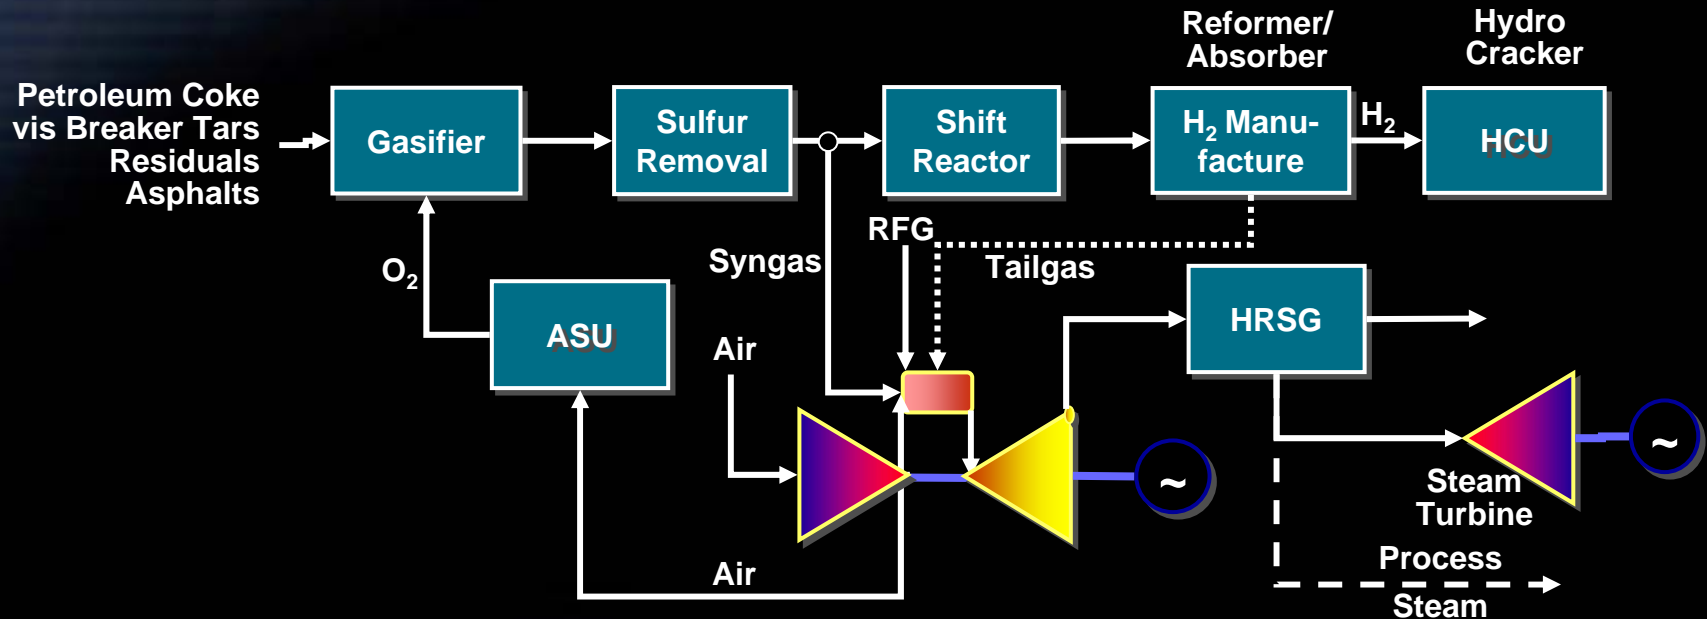 Reformer/
Absorber
Hydro
Cracker
Petroleum Coke
vis Breaker Tars
Residuals
Asphalts
Gasifier
Sulfur
Removal
Shift
Reactor
H₂ Manu-
facture
H₂
HCU
RFG
Syngas
Tailgas
O₂
ASU
HRSG
Air
~
~
Steam
Turbine
Air
Process
Steam